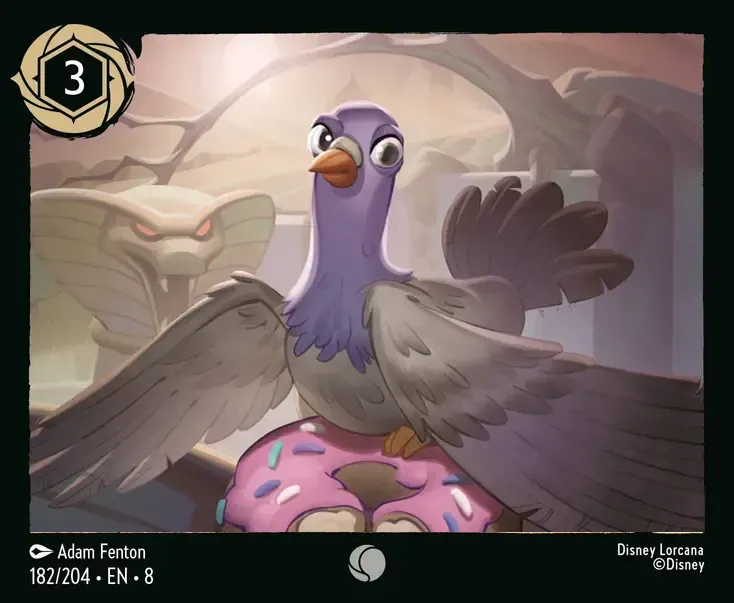 3
Adam Fenton
182/204 • EN • 8
Disney Lorcana
©Disney